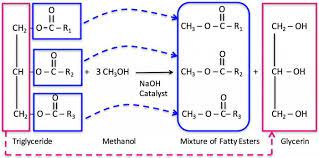 O O
CH₂ O – C – R₁ CH₃ – O – C – R₁ CH₂ – OH
O O
CH – O – C – R₂ + 3 CH₃OH CH₃ – O – C – R₂ + CH – OH
NaOH
Catalyst
O O
CH₂ O – C – R₃ CH₃ – O – C – R₃ CH₂ – OH
Triglyceride Methanol Mixture of Fatty Esters Glycerin